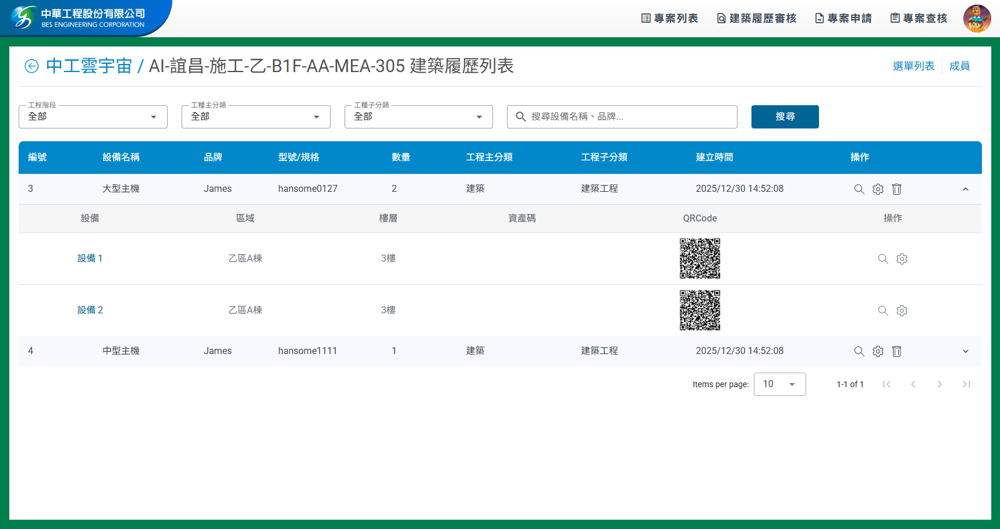 中華工程股份有限公司
BES ENGINEERING CORPORATION
專案列表 建築履歷審核 專案申請 專案查核
中工雲宇宙 / AI-誼昌-施工-乙-B1F-AA-MEA-305 建築履歷列表
選單列表 成員
工程階段 工種主分類 工種子分類
全部 全部 全部 搜尋設備名稱、品牌... 搜尋
編號 設備名稱 品牌 型號/規格 數量 工程主分類 工程子分類 建立時間 操作
3 大型主機 James hansome0127 2 建築 建築工程 2025/12/30 14:52:08
設備 區域 樓層 資產碼 QRCode 操作
設備 1 乙區A棟 3樓
設備 2 乙區A棟 3樓
4 中型主機 James hansome1111 1 建築 建築工程 2025/12/30 14:52:08
Items per page: 10 1-1 of 1